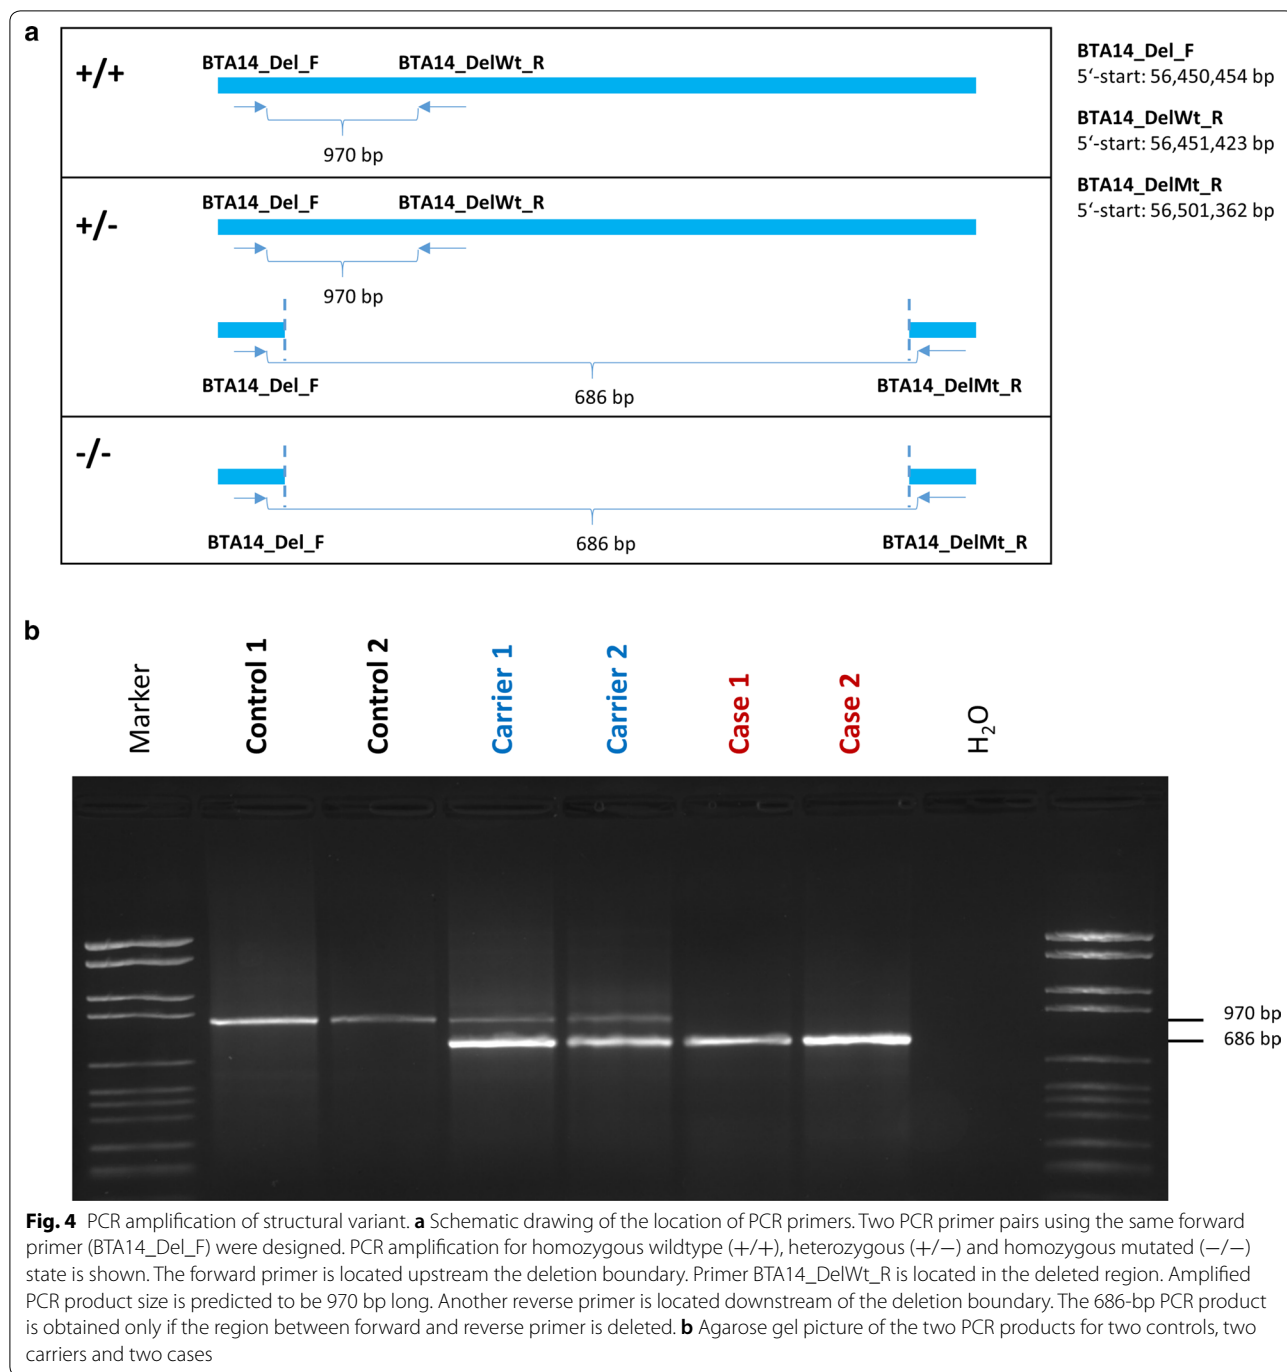 a
+/+
BTA14_Del_F BTA14_DelWt_R
970 bp
+/-
BTA14_Del_F BTA14_DelWt_R
970 bp
BTA14_Del_F BTA14_DelMt_R
686 bp
-/-
BTA14_Del_F BTA14_DelMt_R
686 bp
BTA14_Del_F
5‘-start: 56,450,454 bp
BTA14_DelWt_R
5‘-start: 56,451,423 bp
BTA14_DelMt_R
5‘-start: 56,501,362 bp
b
Marker
Control 1
Control 2
Carrier 1
Carrier 2
Case 1
Case 2
H₂O
970 bp
686 bp
Fig. 4 PCR amplification of structural variant. a Schematic drawing of the location of PCR primers. Two PCR primer pairs using the same forward
primer (BTA14_Del_F) were designed. PCR amplification for homozygous wildtype (+/+), heterozygous (+/−) and homozygous mutated (−/−)
state is shown. The forward primer is located upstream the deletion boundary. Primer BTA14_DelWt_R is located in the deleted region. Amplified
PCR product size is predicted to be 970 bp long. Another reverse primer is located downstream of the deletion boundary. The 686-bp PCR product
is obtained only if the region between forward and reverse primer is deleted. b Agarose gel picture of the two PCR products for two controls, two
carriers and two cases